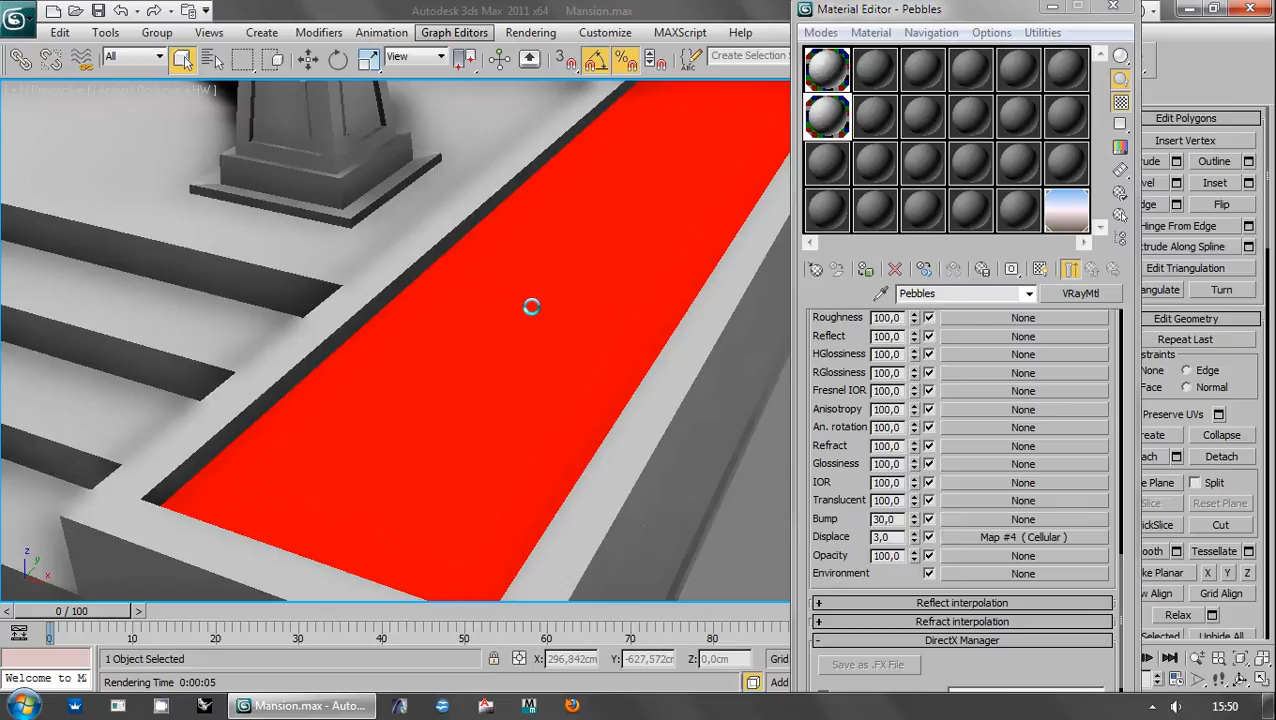 Autodesk 3ds Max 2011 x64 Mansion.max
Material Editor - Pebbles
Edit Tools Group Views Create Modifiers Animation Graph Editors Rendering Customize MAXScript Help
Modes Material Navigation Options Utilities
All
View
3
Create Selection
Edit Polygons
Insert Vertex
Outline
Inset
Flip
Hinge From Edge
Extrude Along Spline
Edit Triangulation
Turn
Pebbles
VRayMtl
Edit Geometry
Repeat Last
None Edge
Face Normal
Preserve UVs
Collapse
Detach
Plane Split
Slice Reset Plane
Cut
Tessellate
Planar X Y Z
Align Grid Align
Relax
Unhide All
Roughness 100,0 None
Reflect 100,0 None
HGlossiness 100,0 None
RGlossiness 100,0 None
Fresnel IOR 100,0 None
Anisotropy 100,0 None
An. rotation 100,0 None
Refract 100,0 None
Glossiness 100,0 None
IOR 100,0 None
Translucent 100,0 None
Bump 30,0 None
Displace 3,0 Map #4 ( Cellular )
Opacity 100,0 None
Environment None
+ Reflect interpolation
+ Refract interpolation
- DirectX Manager
Save as .FX File
z
y
x
< 0 / 100 >
0 10 20 30 40 50 60 70 80
1 Object Selected X: 296,842cm Y: -627,572cm Z: 0,0cm Grid
Welcome to M
Rendering Time 0:00:05 Add
Mansion.max - Auto...
15:50